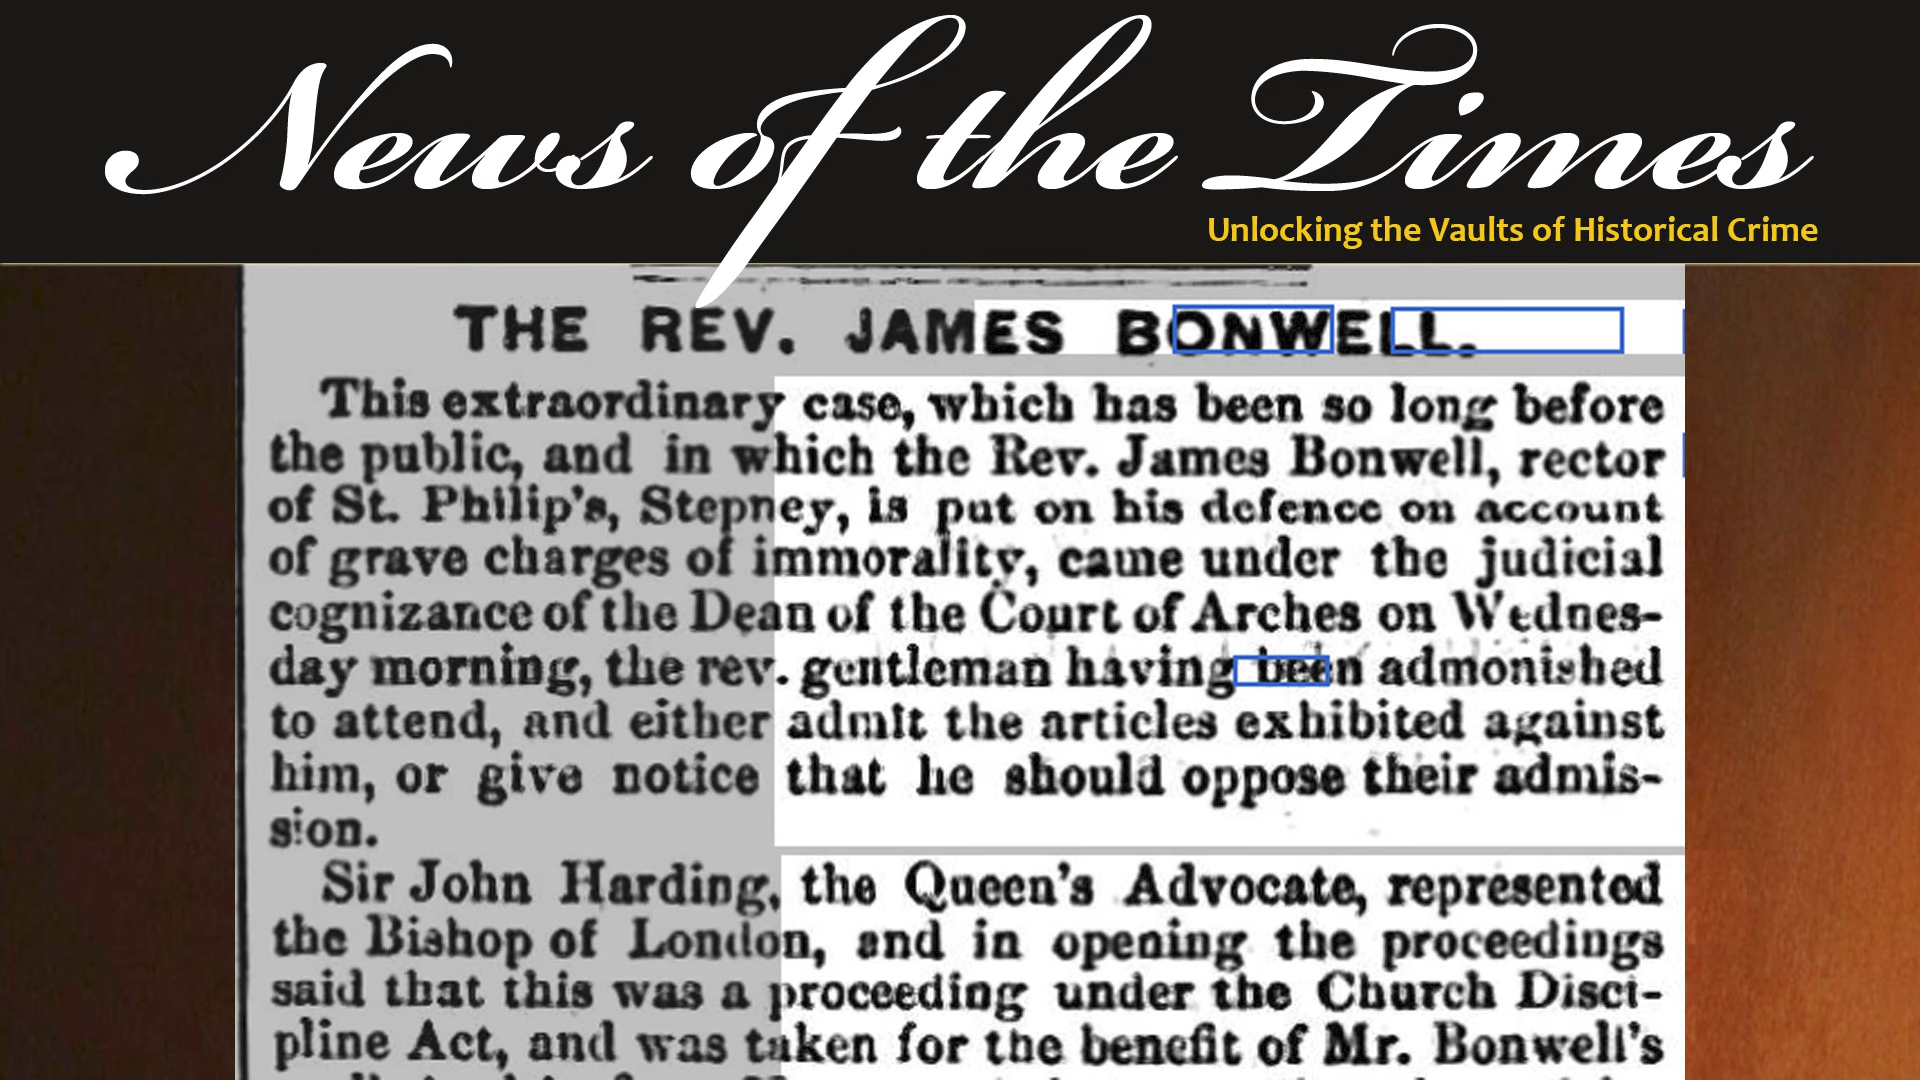 News of the Times
Unlocking the Vaults of Historical Crime
THE REV. JAMES BONWELL.
This extraordinary case, which has been so long before
the public, and in which the Rev. James Bonwell, rector
of St. Philip's, Stepney, is put on his defence on account
of grave charges of immorality, came under the judicial
cognizance of the Dean of the Court of Arches on Wednes-
day morning, the rev. gentleman having been admonished
to attend, and either admit the articles exhibited against
him, or give notice that he should oppose their admis-
sion.
Sir John Harding, the Queen's Advocate, represented
the Bishop of London, and in opening the proceedings
said that this was a proceeding under the Church Disci-
pline Act, and was taken for the benefit of Mr. Bonwell's